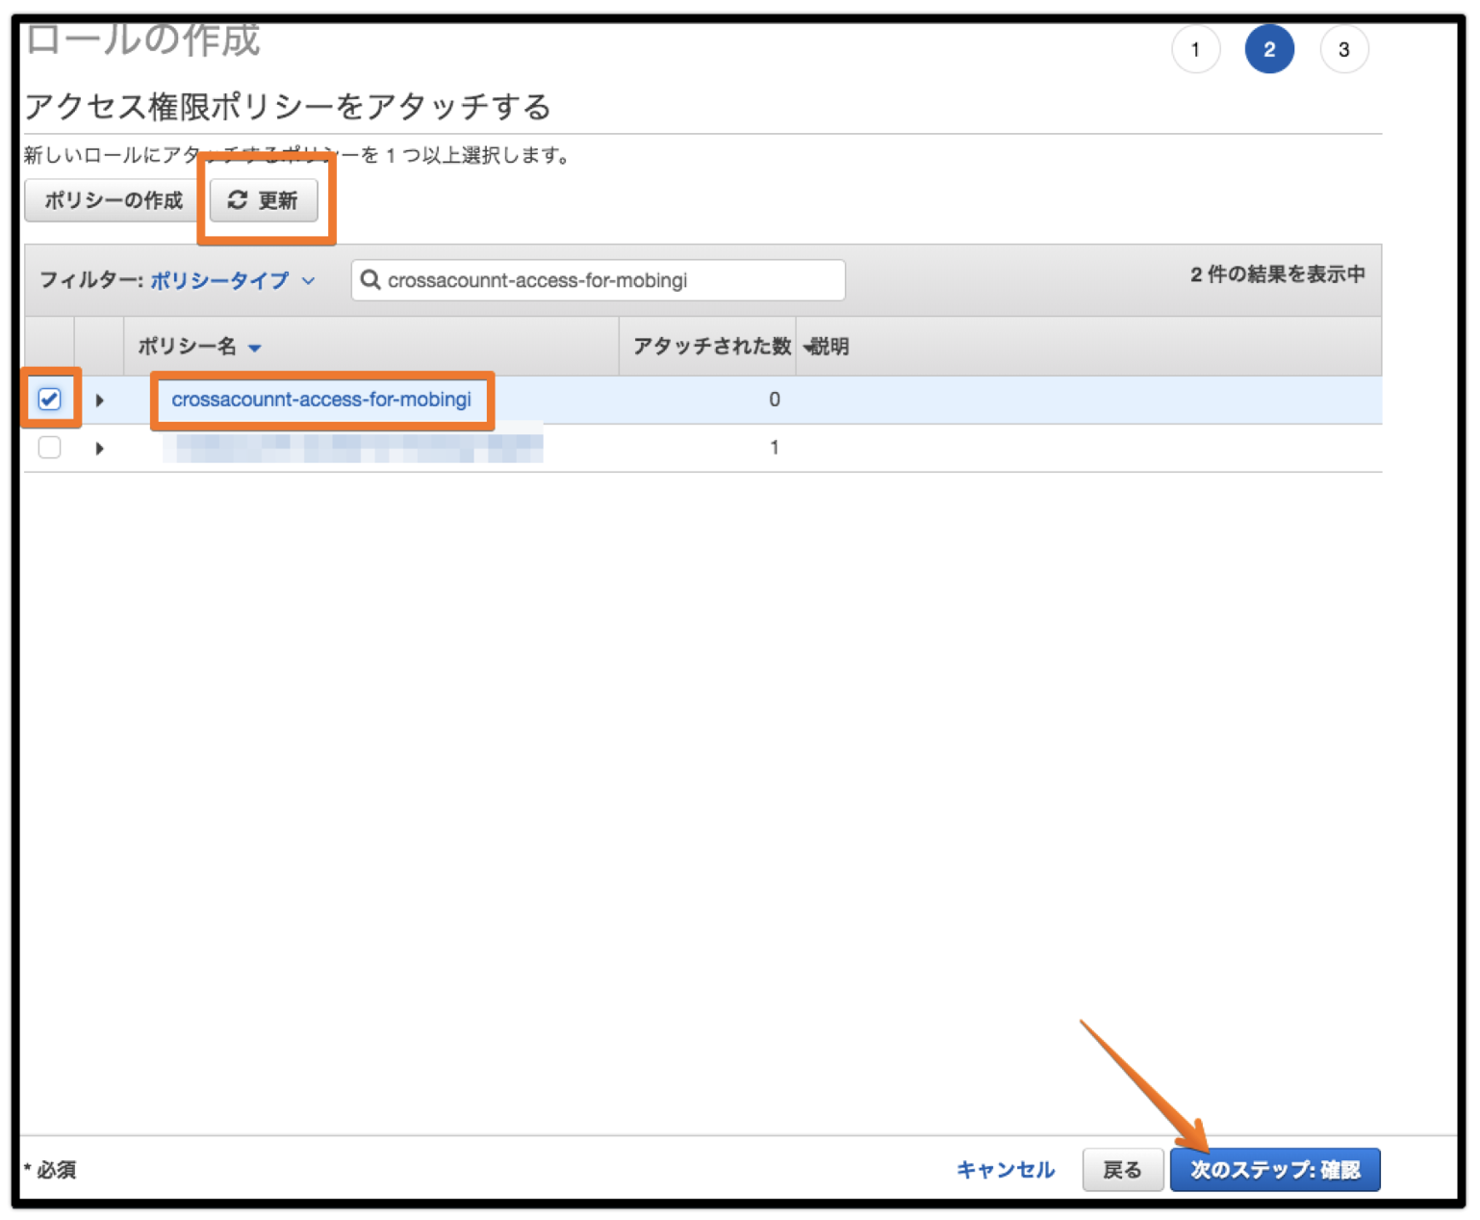 ロールの作成
1 2 3
アクセス権限ポリシーをアタッチする
新しいロールにアタッチするポリシーを 1 つ以上選択します。
ポリシーの作成 更新
フィルター: ポリシータイプ crossacounnt-access-for-mobingi 2 件の結果を表示中
ポリシー名 アタッチされた数 説明
crossacounnt-access-for-mobingi 0
1
* 必須 キャンセル 戻る 次のステップ: 確認